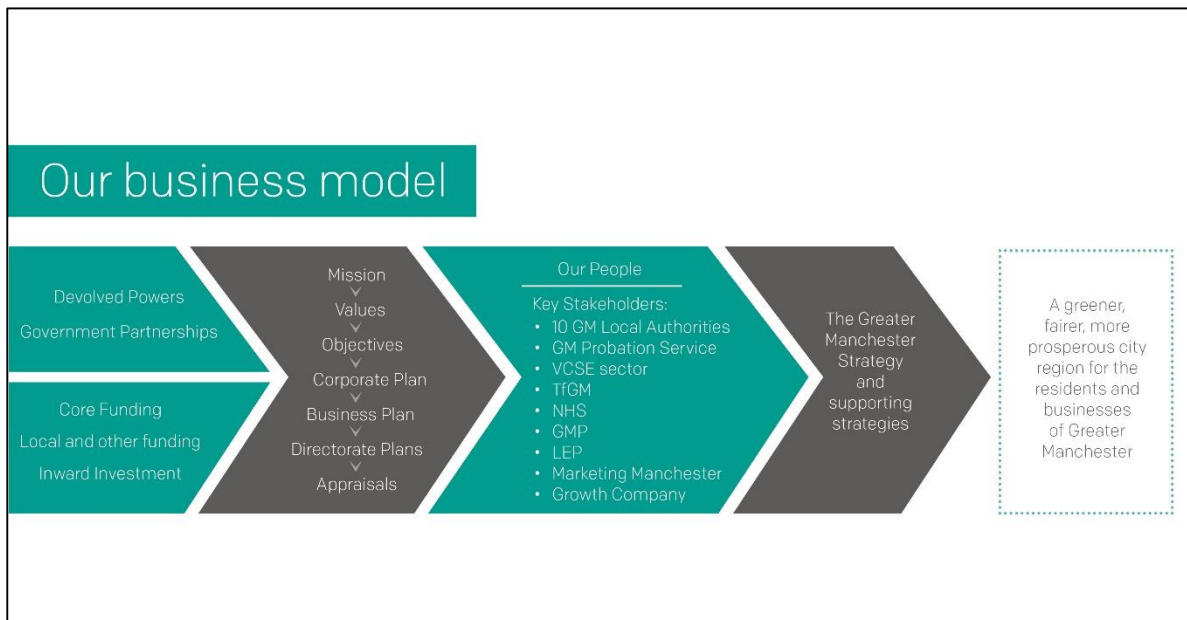 Our business model
Devolved Powers
Government Partnerships
Core Funding
Local and other funding
Inward Investment
Mission
Values
Objectives
Corporate Plan
Business Plan
Directorate Plans
Appraisals
Our People
Key Stakeholders:
• 10 GM Local Authorities
• GM Probation Service
• VCSE sector
• TfGM
• NHS
• GMP
• LEP
• Marketing Manchester
• Growth Company
The Greater
Manchester
Strategy
and
supporting
strategies
A greener,
fairer, more
prosperous city
region for the
residents and
businesses
of Greater
Manchester